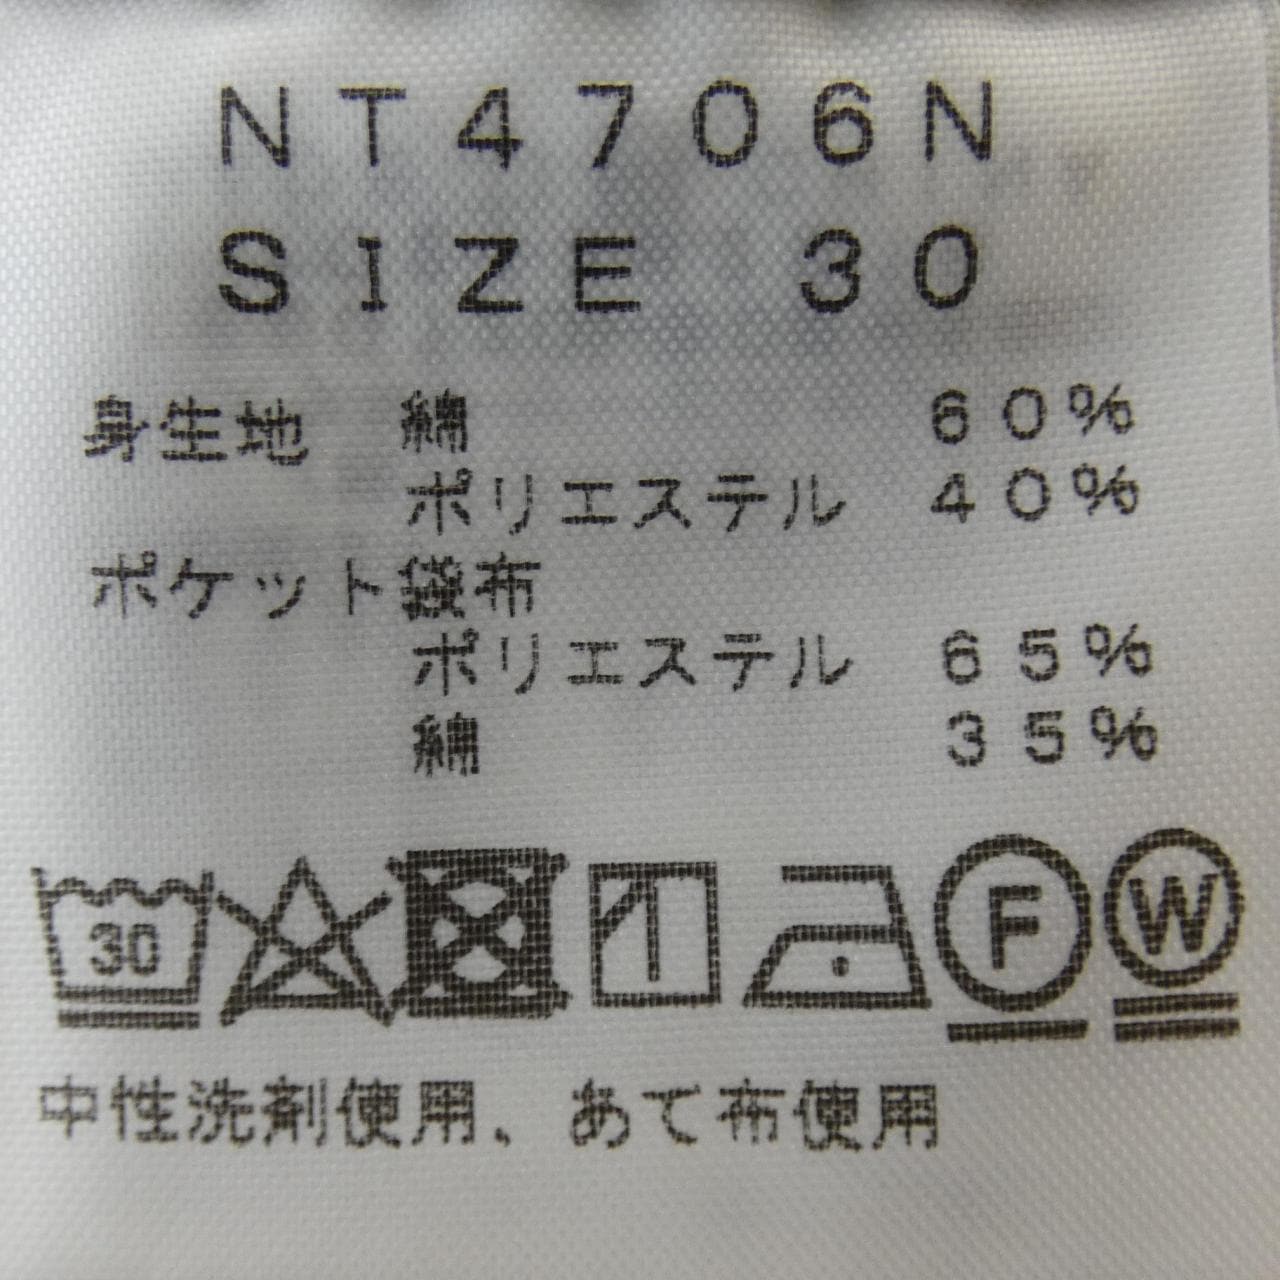 NT4706N
SIZE 30
身生地 綿 60%
ポリエステル 40%
ポケット袋布
ポリエステル 65%
綿 35%
30 F W
中性洗剤使用、あて布使用